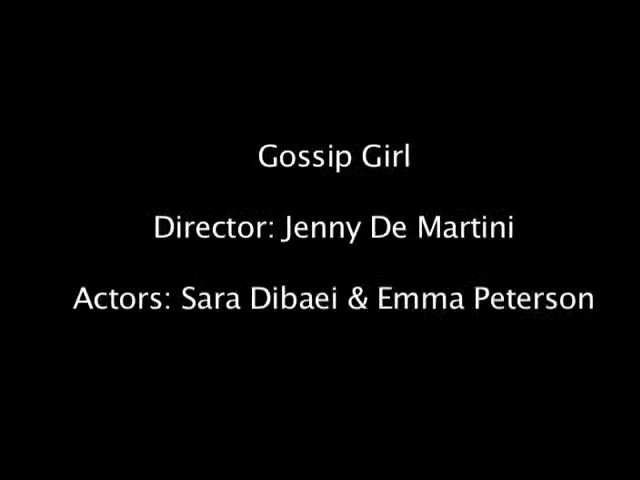 Gossip Girl
Director: Jenny De Martini
Actors: Sara Dibaei & Emma Peterson